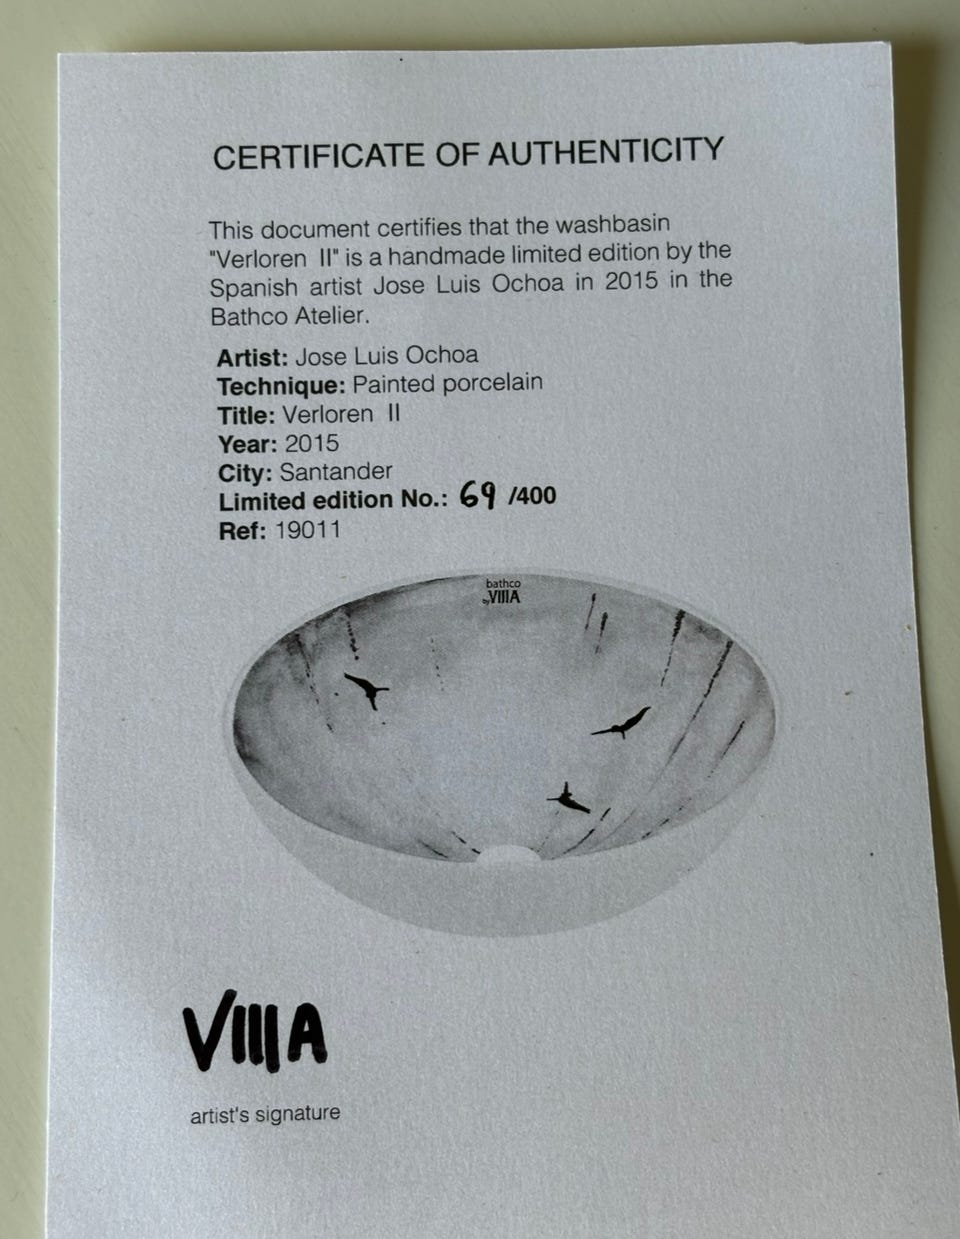 CERTIFICATE OF AUTHENTICITY
This document certifies that the washbasin
"Verloren II" is a handmade limited edition by the
Spanish artist Jose Luis Ochoa in 2015 in the
Bathco Atelier.
Artist: Jose Luis Ochoa
Technique: Painted porcelain
Title: Verloren II
Year: 2015
City: Santander
Limited edition No.: 69 /400
Ref: 19011
bathco
by VIIIA
VIIIA
artist's signature